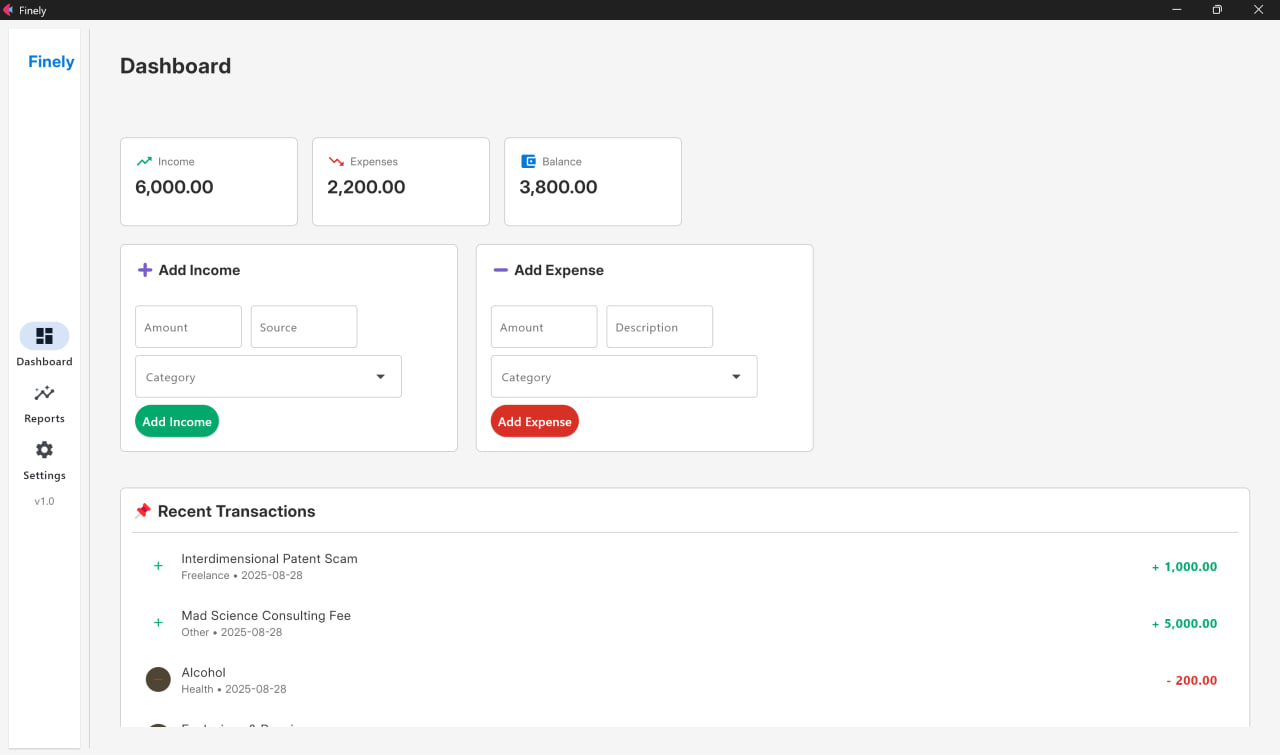 Finely
Finely
Dashboard
Income
6,000.00
Expenses
2,200.00
Balance
3,800.00
Add Income
Amount
Source
Category
Add Income
Add Expense
Amount
Description
Category
Add Expense
Dashboard
Reports
Settings
v1.0
Recent Transactions
+ Interdimensional Patent Scam
Freelance • 2025-08-28
+ 1,000.00
+ Mad Science Consulting Fee
Other • 2025-08-28
+ 5,000.00
Alcohol
Health • 2025-08-28
- 200.00